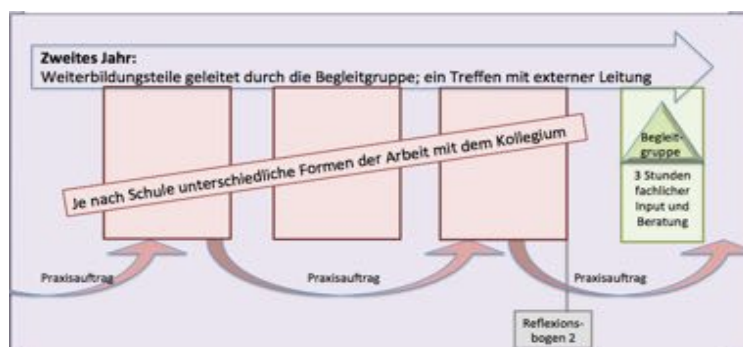 Zweites Jahr:
Weiterbildungsteile geleitet durch die Begleitgruppe; ein Treffen mit externer Leitung
Je nach Schule unterschiedliche Formen der Arbeit mit dem Kollegium
Begleit-
gruppe
3 Stunden
fachlicher
Input und
Beratung
Praxisauftrag
Praxisauftrag
Praxisauftrag
Reflexions-
bogen 2